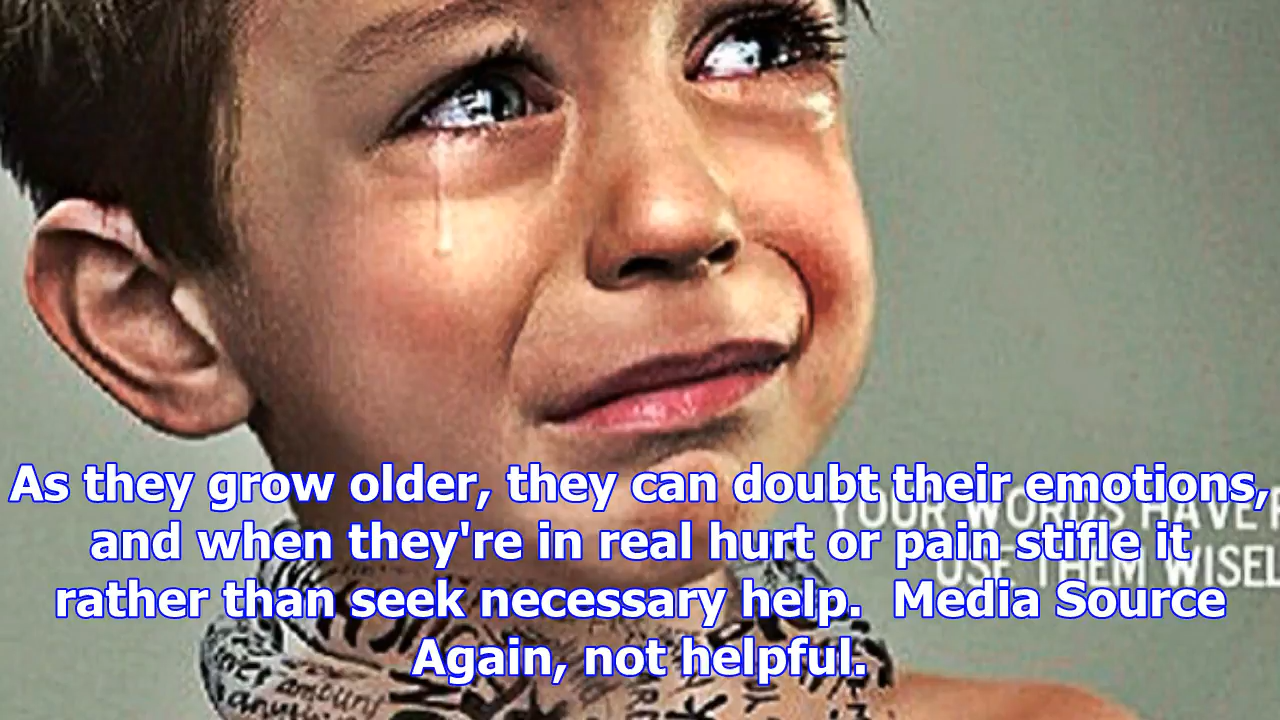 As they grow older, they can doubt their emotions,
and when they're in real hurt or pain stifle it
rather than seek necessary help.  Media Source
Again, not helpful.
YOUR WORDS HAVE
USE THEM WISEL
amount